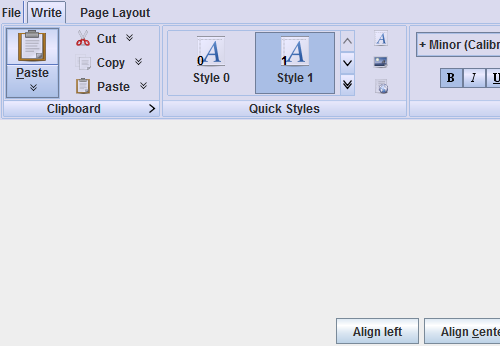 File Write Page Layout
Paste
Cut
Copy
Paste
Clipboard
0 A
Style 0
1 A
Style 1
A
Quick Styles
+ Minor (Calibr
B I U
Align left
Align cente